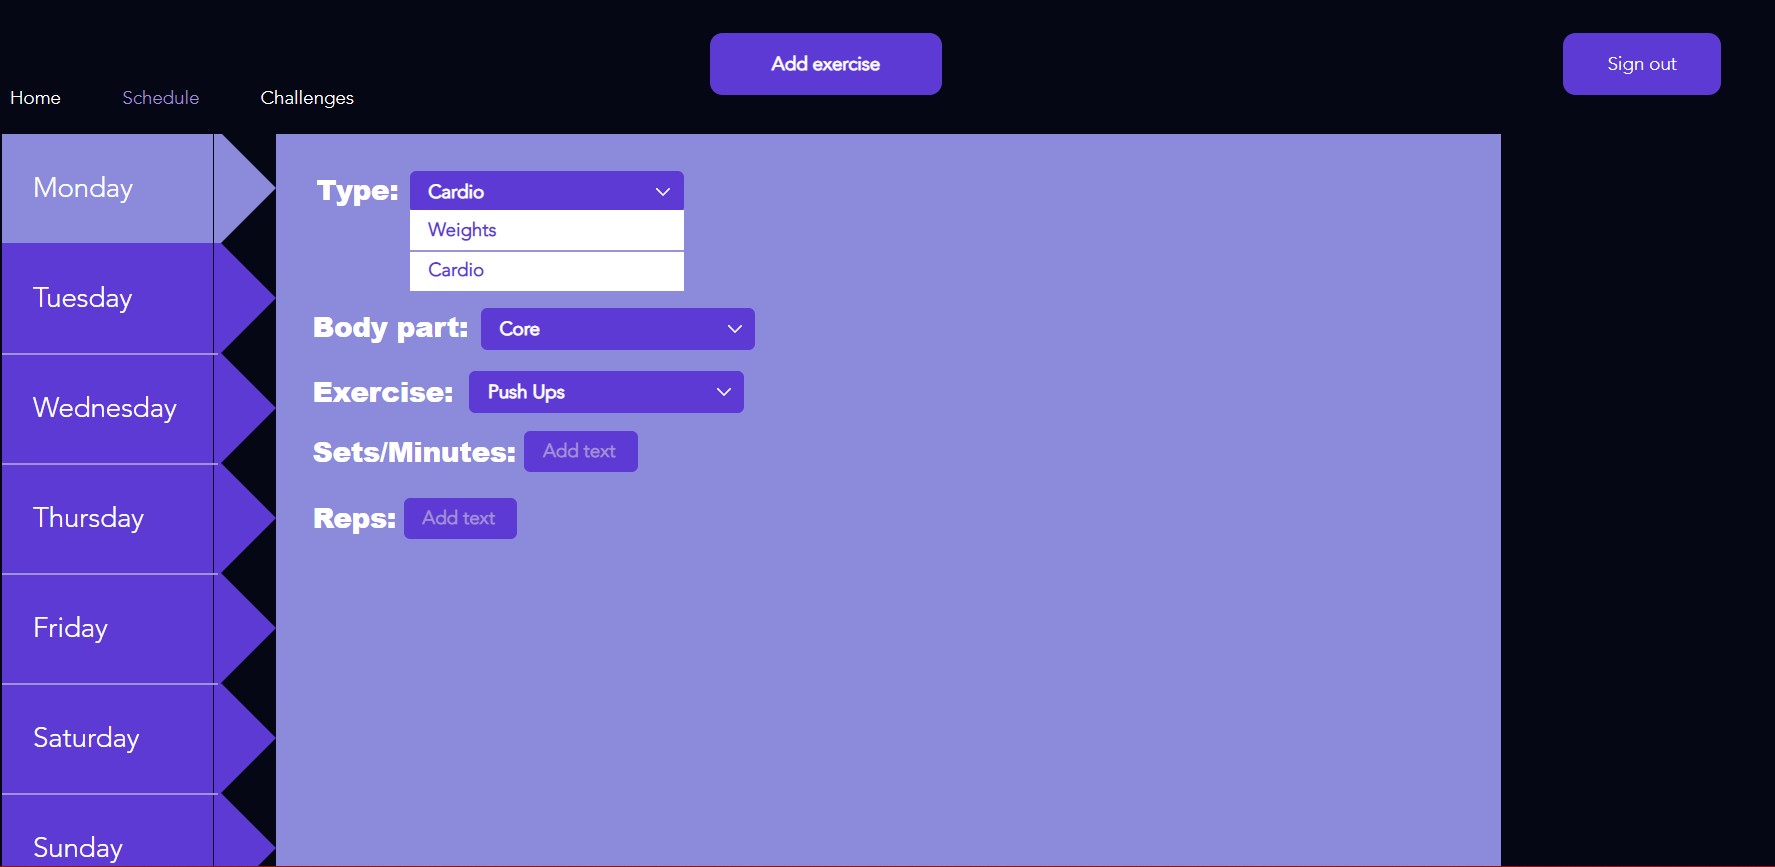 Add exercise
Sign out
Home Schedule Challenges
Monday
Type: Cardio
Weights
Cardio
Tuesday
Body part: Core
Exercise: Push Ups
Wednesday
Sets/Minutes: Add text
Thursday
Reps: Add text
Friday
Saturday
Sunday